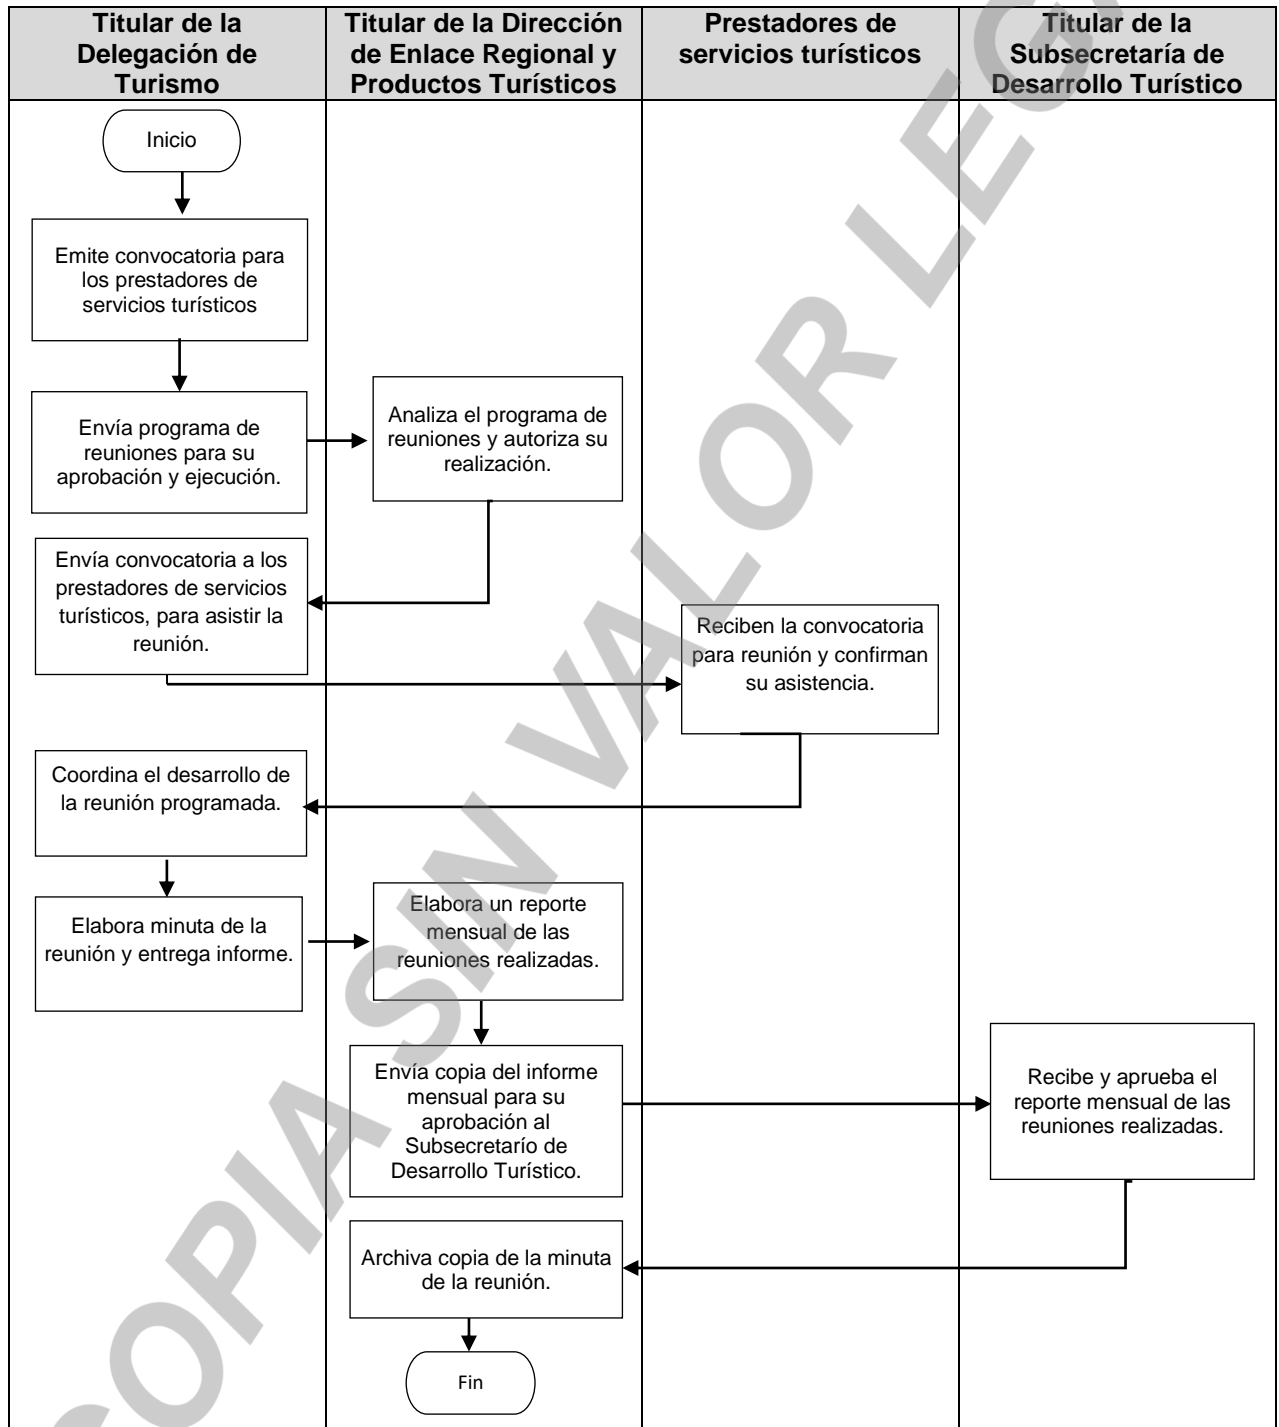 Titular de la
Delegación de
Turismo
Titular de la Dirección
de Enlace Regional y
Productos Turísticos
Prestadores de
servicios turísticos
Titular de la
Subsecretaría de
Desarrollo Turístico
Inicio
Emite convocatoria para
los prestadores de
servicios turísticos
Envía programa de
reuniones para su
aprobación y ejecución.
Analiza el programa de
reuniones y autoriza su
realización.
Envía convocatoria a los
prestadores de servicios
turísticos, para asistir la
reunión.
Reciben la convocatoria
para reunión y confirman
su asistencia.
Coordina el desarrollo de
la reunión programada.
Elabora minuta de la
reunión y entrega informe.
Elabora un reporte
mensual de las
reuniones realizadas.
Envía copia del informe
mensual para su
aprobación al
Subsecretarío de
Desarrollo Turístico.
Recibe y aprueba el
reporte mensual de las
reuniones realizadas.
Archiva copia de la minuta
de la reunión.
Fin
COPIA SIN VALOR LEGA